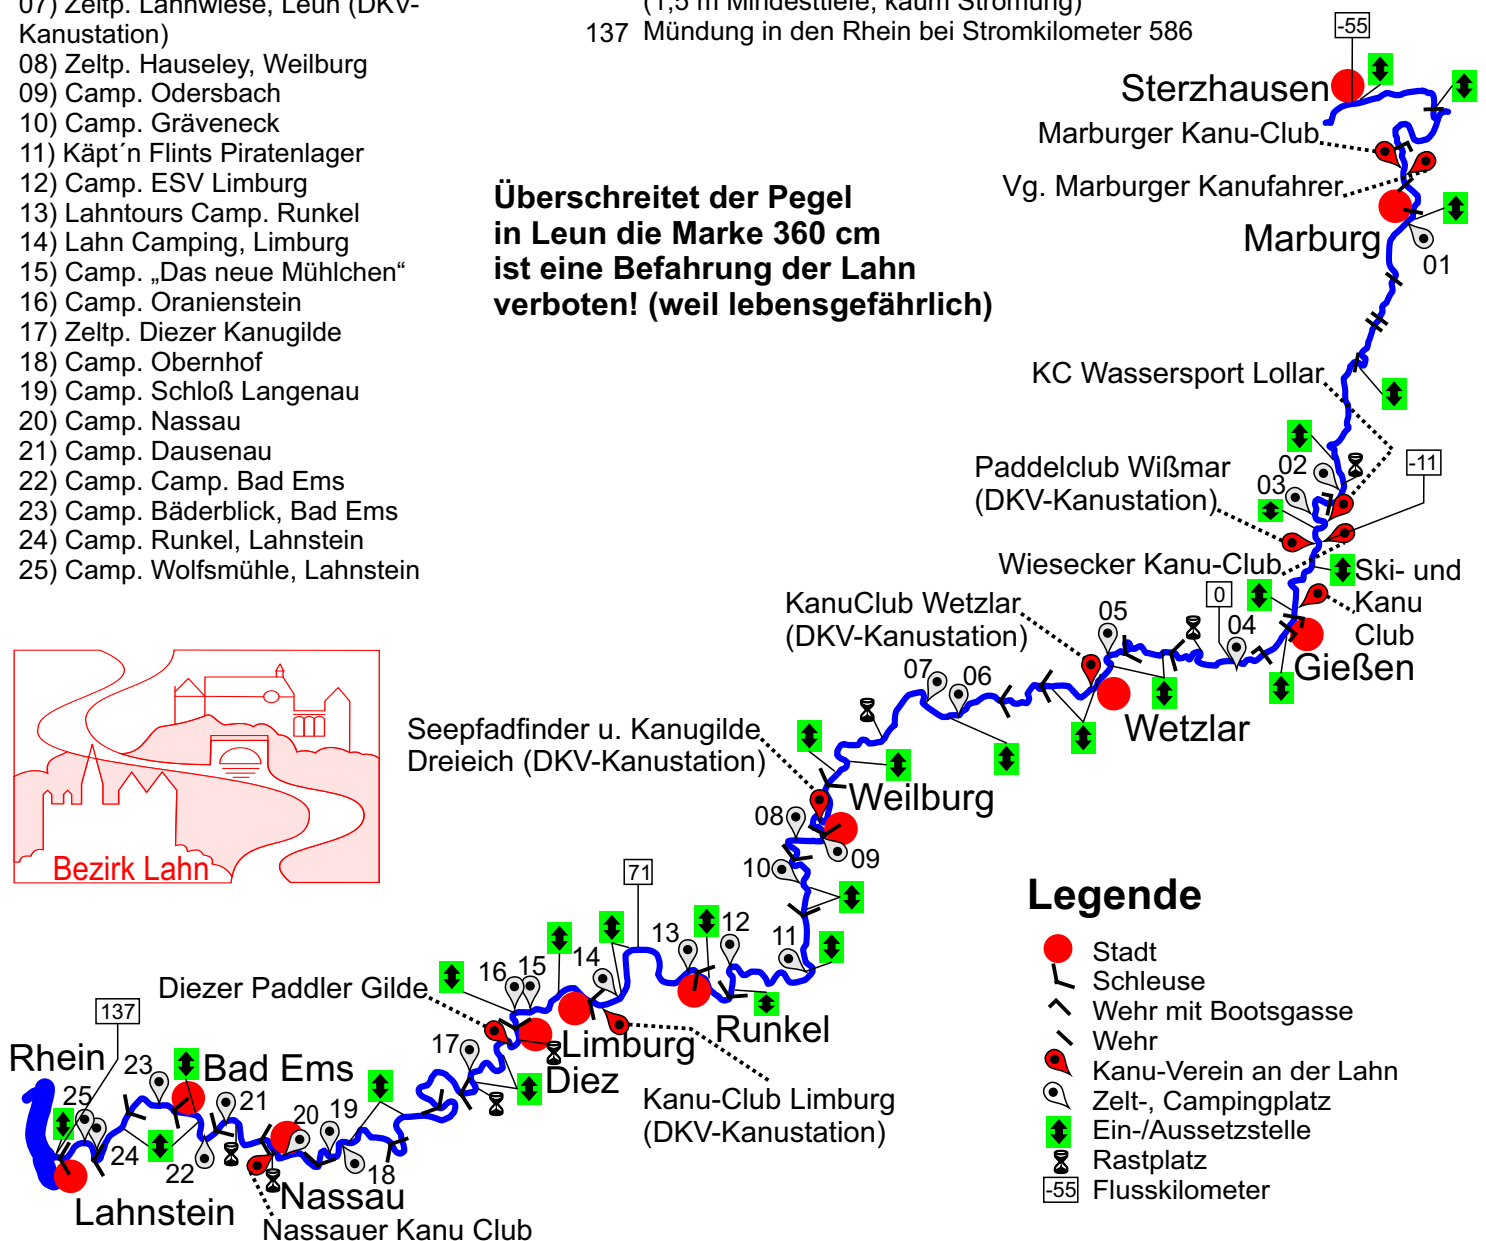 07) Zeltp. Lahnwiese, Leun (DKV-
Kanustation)
08) Zeltp. Hauseley, Weilburg
09) Camp. Odersbach
10) Camp. Gräveneck
11) Käpt´n Flints Piratenlager
12) Camp. ESV Limburg
13) Lahntours Camp. Runkel
14) Lahn Camping, Limburg
15) Camp. „Das neue Mühlchen“
16) Camp. Oranienstein
17) Zeltp. Diezer Kanugilde
18) Camp. Obernhof
19) Camp. Schloß Langenau
20) Camp. Nassau
21) Camp. Dausenau
22) Camp. Camp. Bad Ems
23) Camp. Bäderblick, Bad Ems
24) Camp. Runkel, Lahnstein
25) Camp. Wolfsmühle, Lahnstein
(1,5 m Mindesttiefe, kaum Strömung)
137 Mündung in den Rhein bei Stromkilometer 586
Überschreitet der Pegel
in Leun die Marke 360 cm
ist eine Befahrung der Lahn
verboten! (weil lebensgefährlich)
-55
Sterzhausen
Marburger Kanu-Club
Vg. Marburger Kanufahrer
Marburg
01
KC Wassersport Lollar
02
03
-11
Paddelclub Wißmar
(DKV-Kanustation)
Wiesecker Kanu-Club
Ski- und
Kanu
Club
0
04
Gießen
KanuClub Wetzlar
(DKV-Kanustation)
05
Wetzlar
07
06
Seepfadfinder u. Kanugilde
Dreieich (DKV-Kanustation)
Weilburg
08
09
10
11
12
13
71
14
15
16
Runkel
Limburg
Diezer Paddler Gilde
Diez
Kanu-Club Limburg
(DKV-Kanustation)
17
137
Rhein
23
Bad Ems
25
21
20
19
24
22
18
Nassau
Lahnstein
Nassauer Kanu Club
Bezirk Lahn
Legende
Stadt
Schleuse
Wehr mit Bootsgasse
Wehr
Kanu-Verein an der Lahn
Zelt-, Campingplatz
Ein-/Aussetzstelle
Rastplatz
-55 Flusskilometer